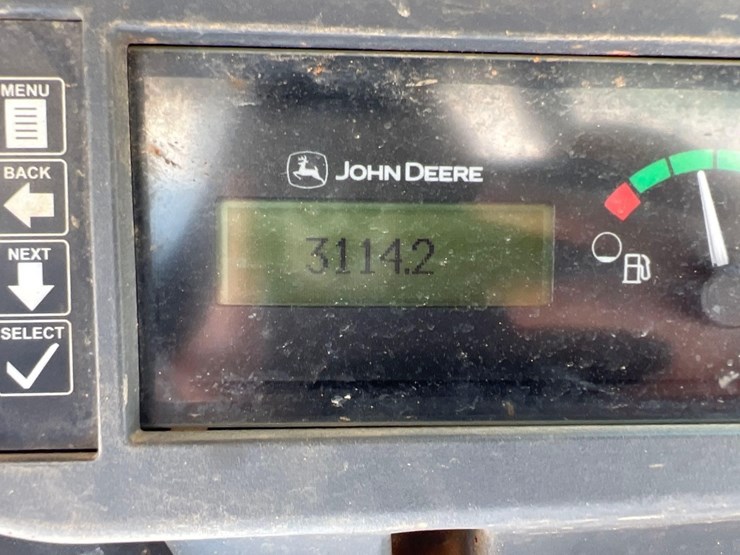 MENU
BACK
NEXT
SELECT
JOHN DEERE
3114.2